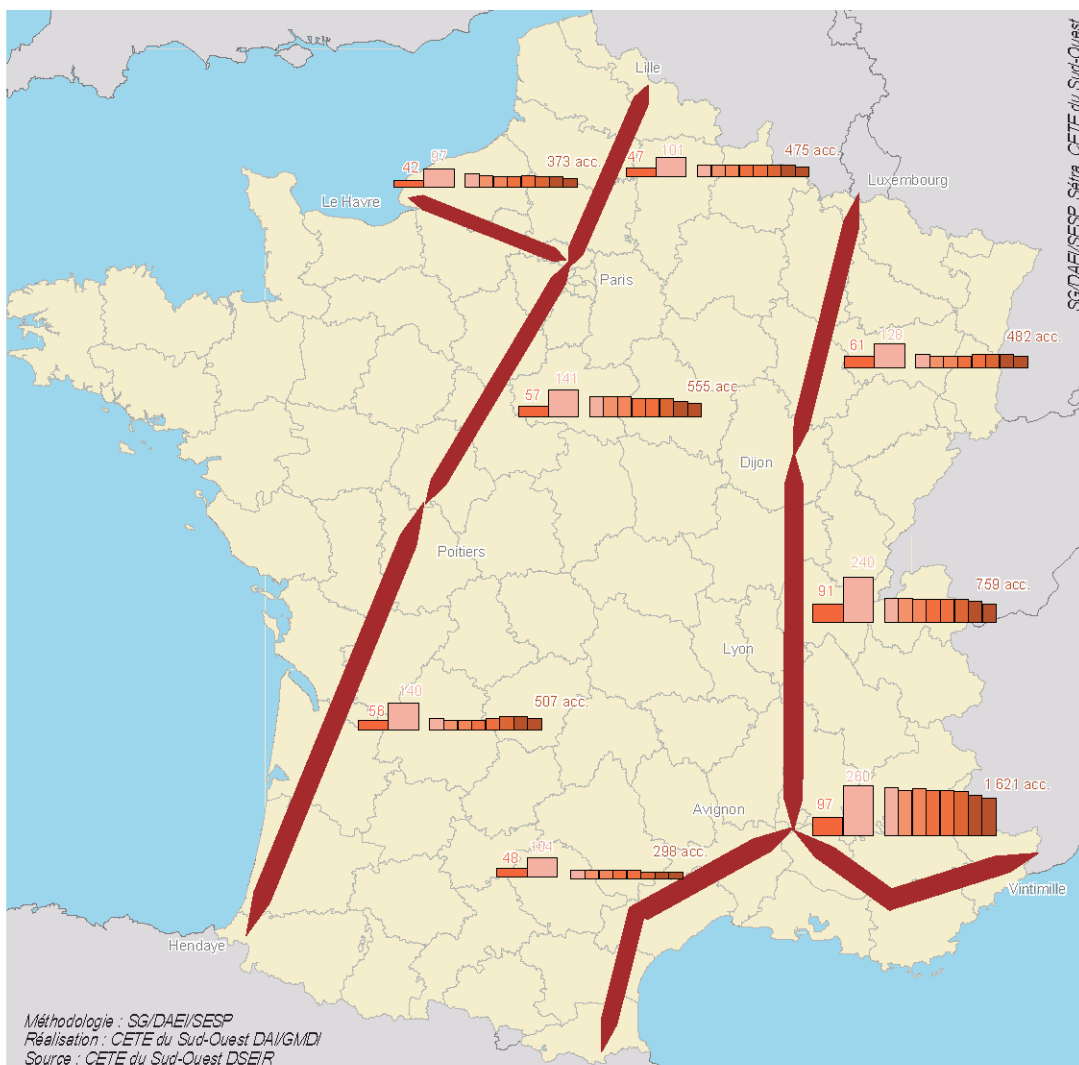 Lille
97
42
373 acc.
47
101
475 acc.
Le Havre
Luxembourg
SG/DAEI/SESP, Sétra, CETE du Sud-Ouest
Paris
61
128
482 acc.
57
141
555 acc.
Dijon
Poitiers
240
91
759 acc.
Lyon
56
140
507 acc.
260
97
1 621 acc.
Avignon
48
104
298 acc.
Vintimille
Hendaye
Méthodologie : SG/DAEI/SESP
Réalisation : CETE du Sud-Ouest DAI/GMDI
Source : CETE du Sud-Ouest DSEIR